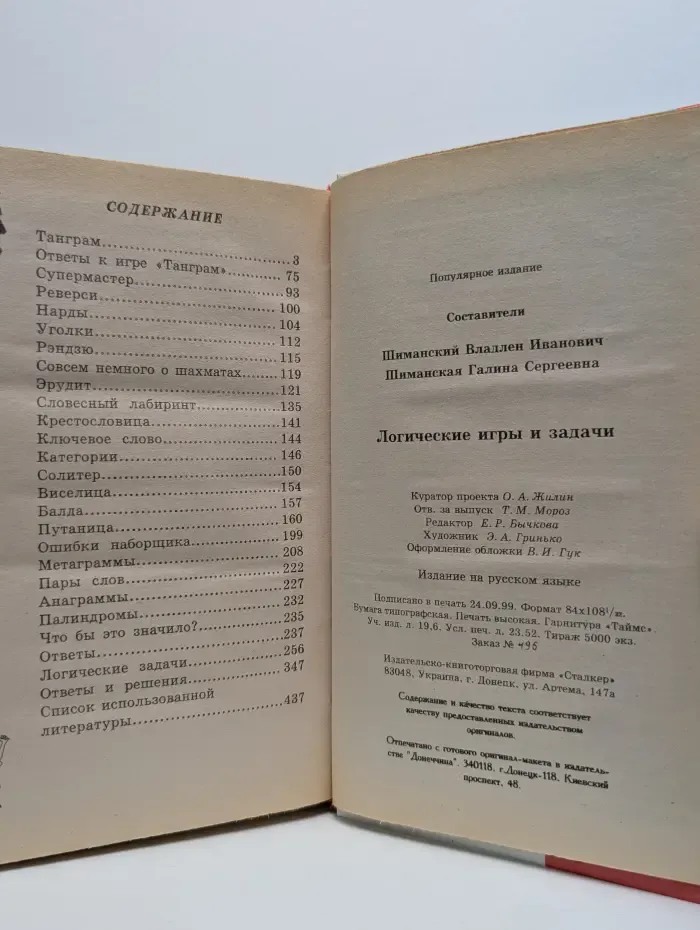 СОДЕРЖАНИЕ
Танграм.....3
Ответы к игре «Танграм».....75
Супермастер.....93
Реверси.....100
Нарды.....104
Уголки.....112
Рэндзю.....115
Совсем немного о шахматах.....119
Эрудит.....121
Словесный лабиринт.....135
Крестословица.....141
Ключевое слово.....144
Категории.....146
Солитер.....150
Виселица.....154
Балда.....157
Путаница.....160
Ошибки наборщика.....199
Метаграммы.....208
Пары слов.....222
Анаграммы.....227
Палиндромы.....232
Что бы это значило?.....235
Ответы.....237
Логические задачи.....256
Ответы и решения.....347
Список использованной
литературы.....437
Популярное издание
Составители
Шиманский Владлен Иванович
Шиманская Галина Сергеевна
Логические игры и задачи
Куратор проекта О. А. Жилин
Отв. за выпуск Т. М. Мороз
Редактор Е. Р. Бычкова
Художник Э. А. Гринько
Оформление обложки В. И. Гук
Издание на русском языке
Подписано в печать 24.09.99. Формат 84х108¹/₃₂.
Бумага типографская. Печать высокая. Гарнитура «Таймс».
Уч. изд. л. 19,6. Усл. печ. л. 23,52. Тираж 5000 экз.
Заказ № 495
Издательско-книготорговая фирма «Сталкер»
83048, Украина, г. Донецк, ул. Артема, 147а
Содержание и качество текста соответствует
качеству предоставленных издательством
оригиналов.
Отпечатано с готового оригинал-макета в издатель-
стве "Донеччина". 340118. г.Донецк-118, Киевский
проспект, 48.